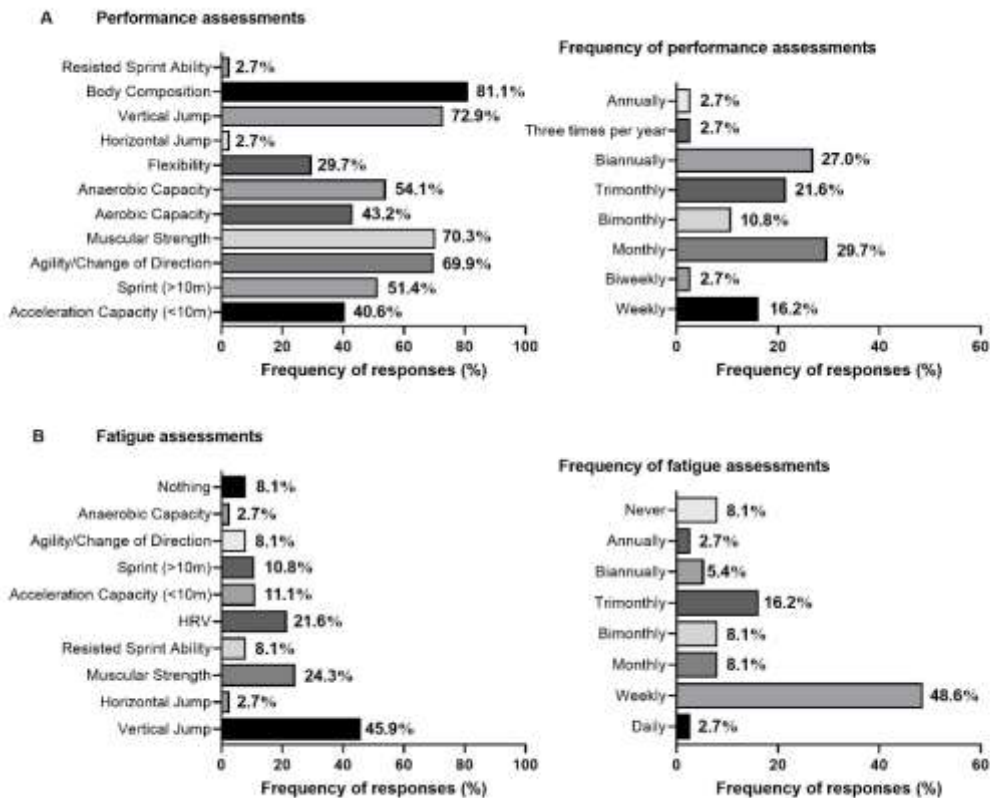 A Performance assessments
Resisted Sprint Ability 2.7%
Body Composition 81.1%
Vertical Jump 72.9%
Horizontal Jump 2.7%
Flexibility 29.7%
Anaerobic Capacity 54.1%
Aerobic Capacity 43.2%
Muscular Strength 70.3%
Agility/Change of Direction 69.9%
Sprint (>10m) 51.4%
Acceleration Capacity (<10m) 40.6%
0 20 40 60 80 100
Frequency of responses (%)
Frequency of performance assessments
Annually 2.7%
Three times per year 2.7%
Biannually 27.0%
Trimonthly 21.6%
Bimonthly 10.8%
Monthly 29.7%
Biweekly 2.7%
Weekly 16.2%
0 20 40 60
Frequency of responses (%)
B Fatigue assessments
Nothing 8.1%
Anaerobic Capacity 2.7%
Agility/Change of Direction 8.1%
Sprint (>10m) 10.8%
Acceleration Capacity (<10m) 11.1%
HRV 21.6%
Resisted Sprint Ability 8.1%
Muscular Strength 24.3%
Horizontal Jump 2.7%
Vertical Jump 45.9%
0 20 40 60 80 100
Frequency of responses (%)
Frequency of fatigue assessments
Never 8.1%
Annually 2.7%
Biannually 5.4%
Trimonthly 16.2%
Bimonthly 8.1%
Monthly 8.1%
Weekly 48.6%
Daily 2.7%
0 20 40 60
Frequency of responses (%)